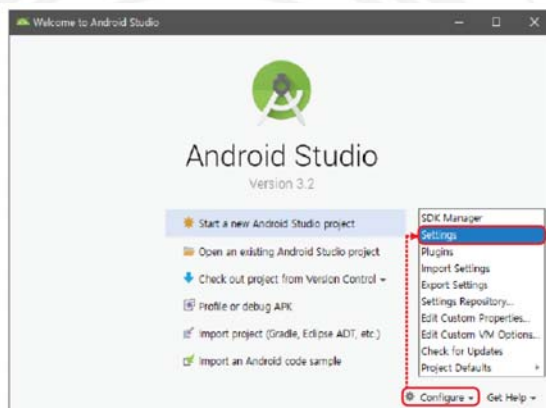 Welcome to Android Studio
Android Studio
Version 3.2
Start a new Android Studio project
Open an existing Android Studio project
Check out project from Version Control
Profile or debug APK
Import project (Gradle, Eclipse ADT, etc.)
Import an Android code sample
SDK Manager
Settings
Plugins
Import Settings
Export Settings
Settings Repository...
Edit Custom Properties...
Edit Custom VM Options...
Check for Updates
Project Defaults
Configure
Get Help